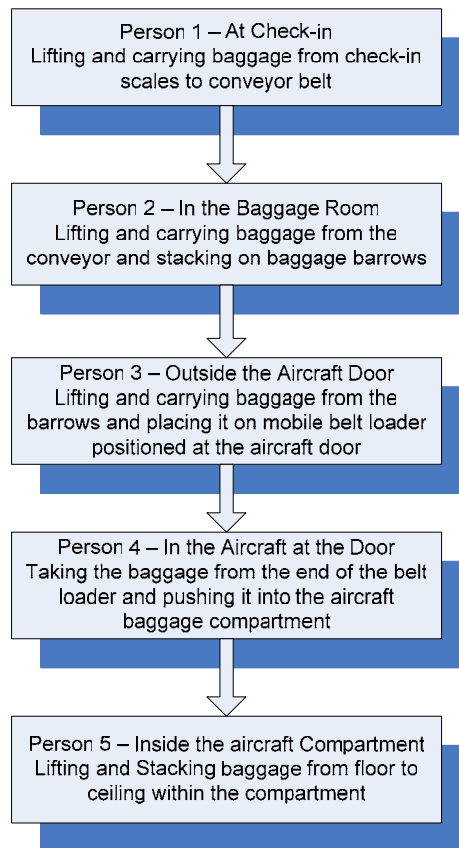 Person 1 – At Check-in
Lifting and carrying baggage from check-in
scales to conveyor belt
Person 2 – In the Baggage Room
Lifting and carrying baggage from the
conveyor and stacking on baggage barrows
Person 3 – Outside the Aircraft Door
Lifting and carrying baggage from the
barrows and placing it on mobile belt loader
positioned at the aircraft door
Person 4 – In the Aircraft at the Door
Taking the baggage from the end of the belt
loader and pushing it into the aircraft
baggage compartment
Person 5 – Inside the aircraft Compartment
Lifting and Stacking baggage from floor to
ceiling within the compartment